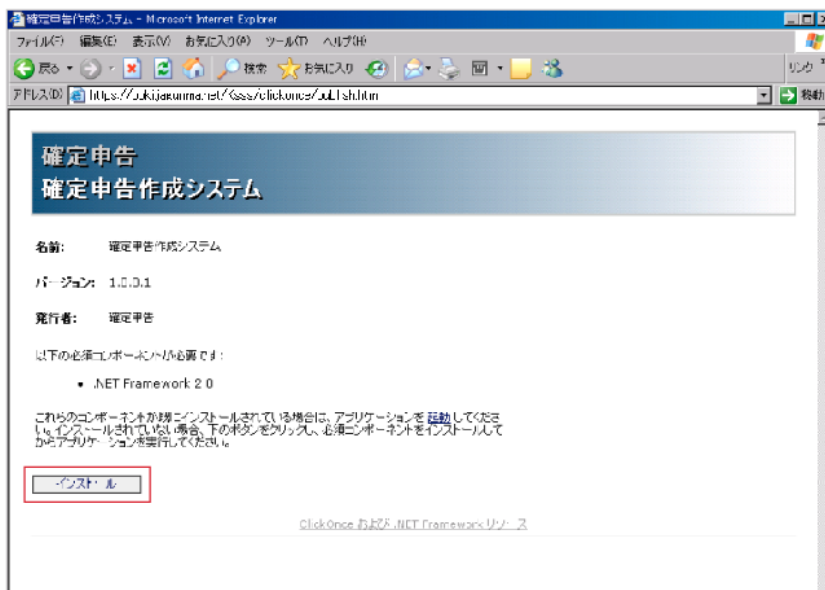 確定申告作成システム - Microsoft Internet Explorer
ファイル(F) 編集(E) 表示(V) お気に入り(A) ツール(T) ヘルプ(H)
戻る 検索 お気に入り リンク
アドレス(D) 移動
確定申告
確定申告作成システム
名前: 確定申告作成システム
バージョン: 1.0.0.1
発行者: 確定申告
以下の必須コンポーネントが必要です:
• .NET Framework 2.0
これらのコンポーネントが既にインストールされている場合は、アプリケーションを 起動 してくださ
い。インストールされていない場合、下のボタンをクリックし、必須コンポーネントをインストールして
からアプリケーションを実行してください。
インストール
ClickOnce および .NET Framework リソース